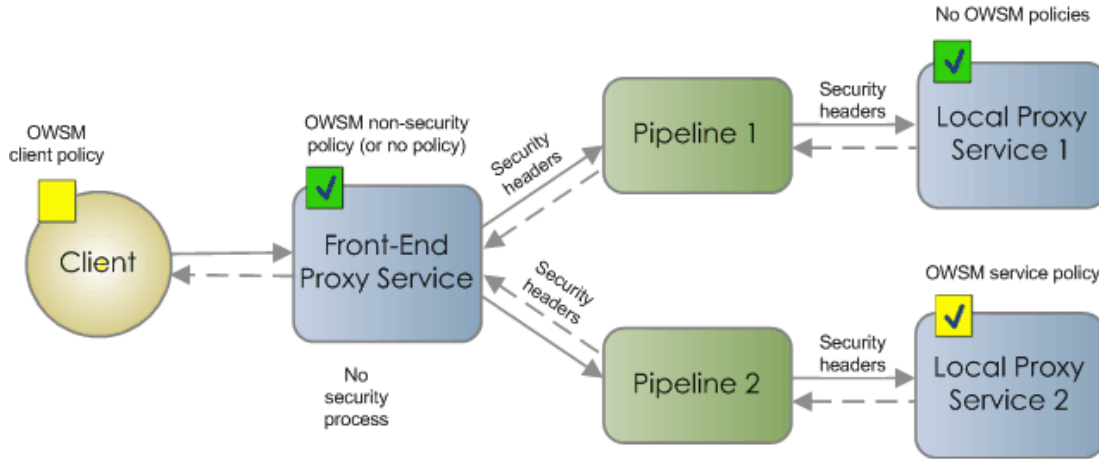 No OWSM policies
OWSM
client policy
OWSM non-security
policy (or no policy)
Security
headers
Pipeline 1
Security
headers
Local Proxy
Service 1
Client
Front-End
Proxy Service
No
security
process
Security
headers
Pipeline 2
Security
headers
OWSM service policy
Local Proxy
Service 2